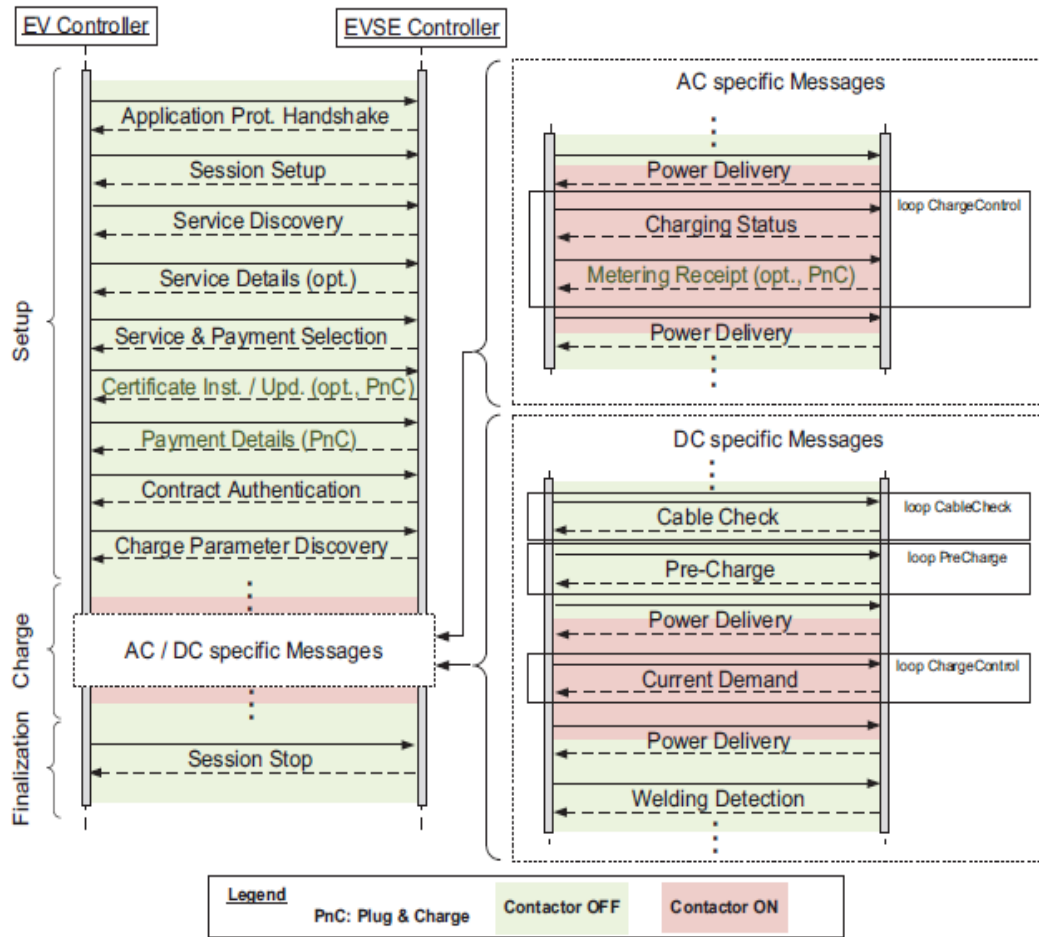 EV Controller
EVSE Controller
Setup
Application Prot. Handshake
Session Setup
Service Discovery
Service Details (opt.)
Service & Payment Selection
Certificate Inst. / Upd. (opt., PnC)
Payment Details (PnC)
Contract Authentication
Charge Parameter Discovery
Charge
AC / DC specific Messages
Finalization
Session Stop
AC specific Messages
Power Delivery
loop ChargeControl
Charging Status
Metering Receipt (opt., PnC)
Power Delivery
DC specific Messages
loop CableCheck
Cable Check
loop PreCharge
Pre-Charge
Power Delivery
loop ChargeControl
Current Demand
Power Delivery
Welding Detection
Legend
PnC: Plug & Charge
Contactor OFF
Contactor ON